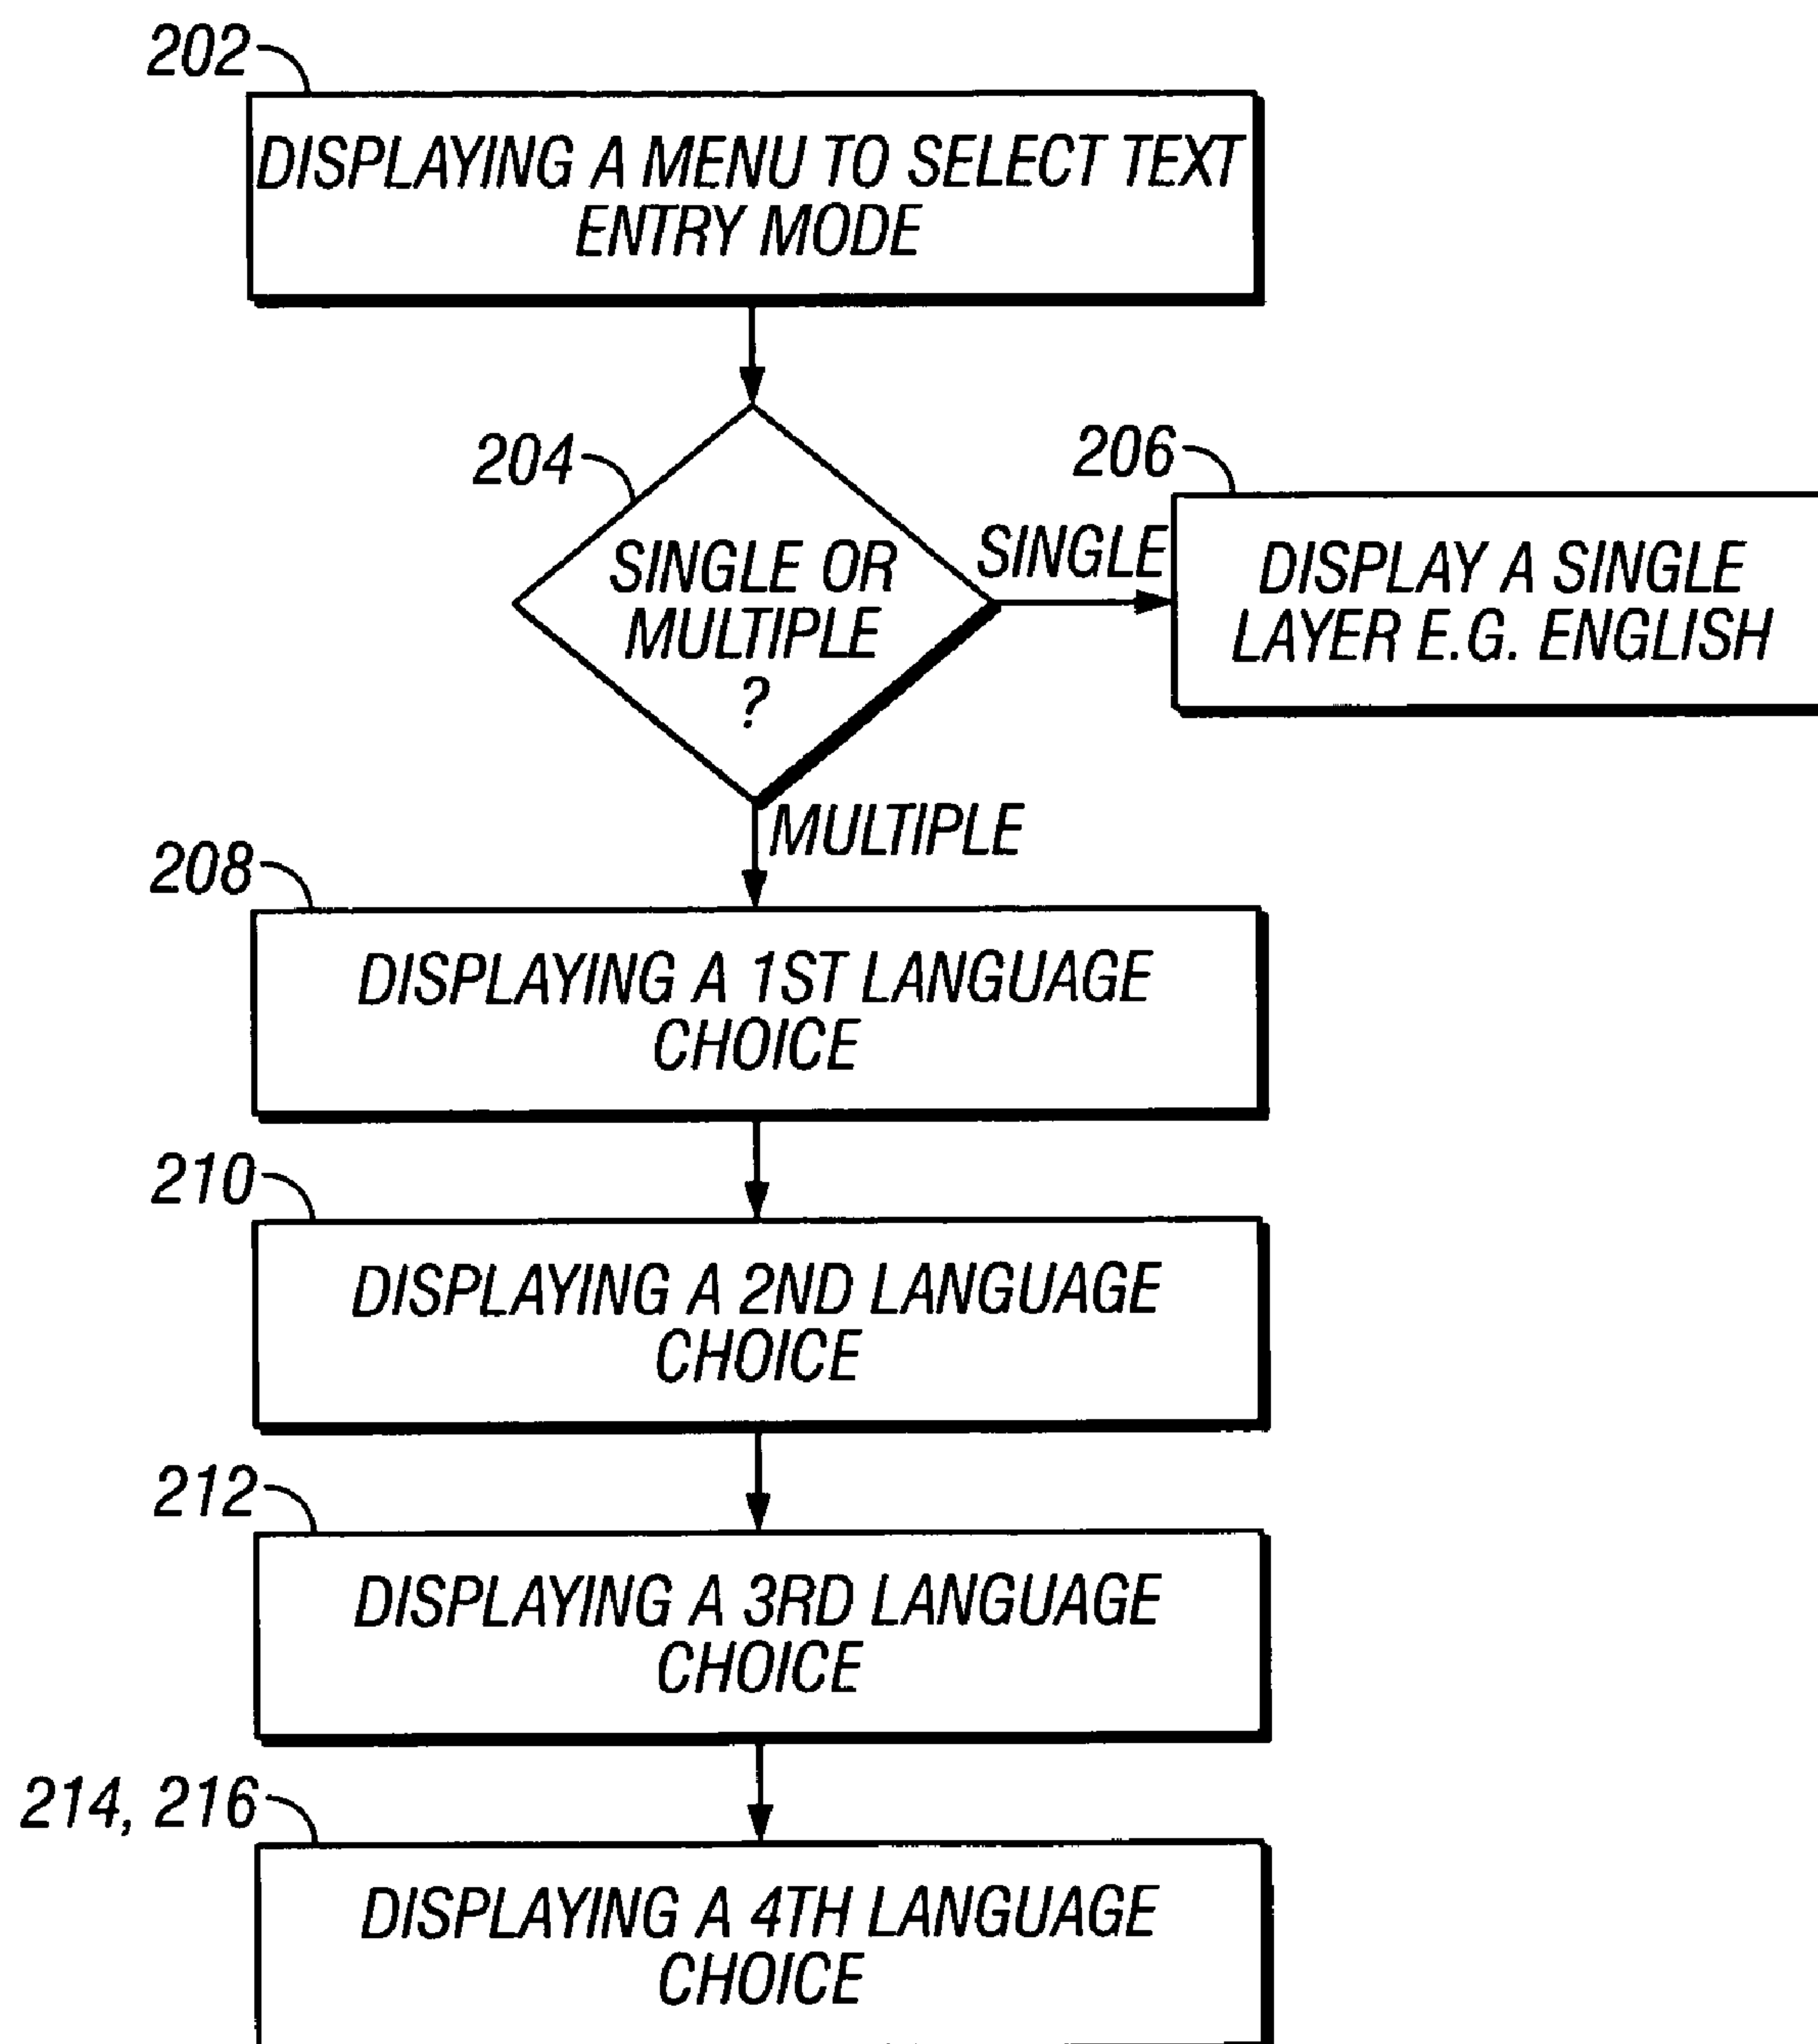 202
DISPLAYING A MENU TO SELECT TEXT
ENTRY MODE
204
SINGLE OR
MULTIPLE
?
SINGLE
206
DISPLAY A SINGLE
LAYER E.G. ENGLISH
MULTIPLE
208
DISPLAYING A 1ST LANGUAGE
CHOICE
210
DISPLAYING A 2ND LANGUAGE
CHOICE
212
DISPLAYING A 3RD LANGUAGE
CHOICE
214, 216
DISPLAYING A 4TH LANGUAGE
CHOICE